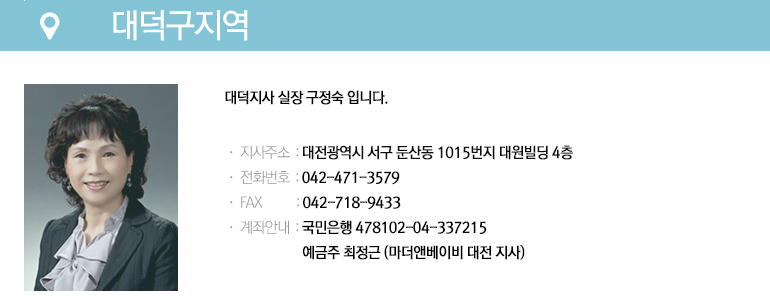 대덕구지역
대덕지사 실장 구정숙 입니다.
· 지사주소 : 대전광역시 서구 둔산동 1015번지 대원빌딩 4층
· 전화번호 : 042-471-3579
· FAX : 042-718-9433
· 계좌안내 : 국민은행 478102-04-337215
예금주 최정근 (마더앤베이비 대전 지사)